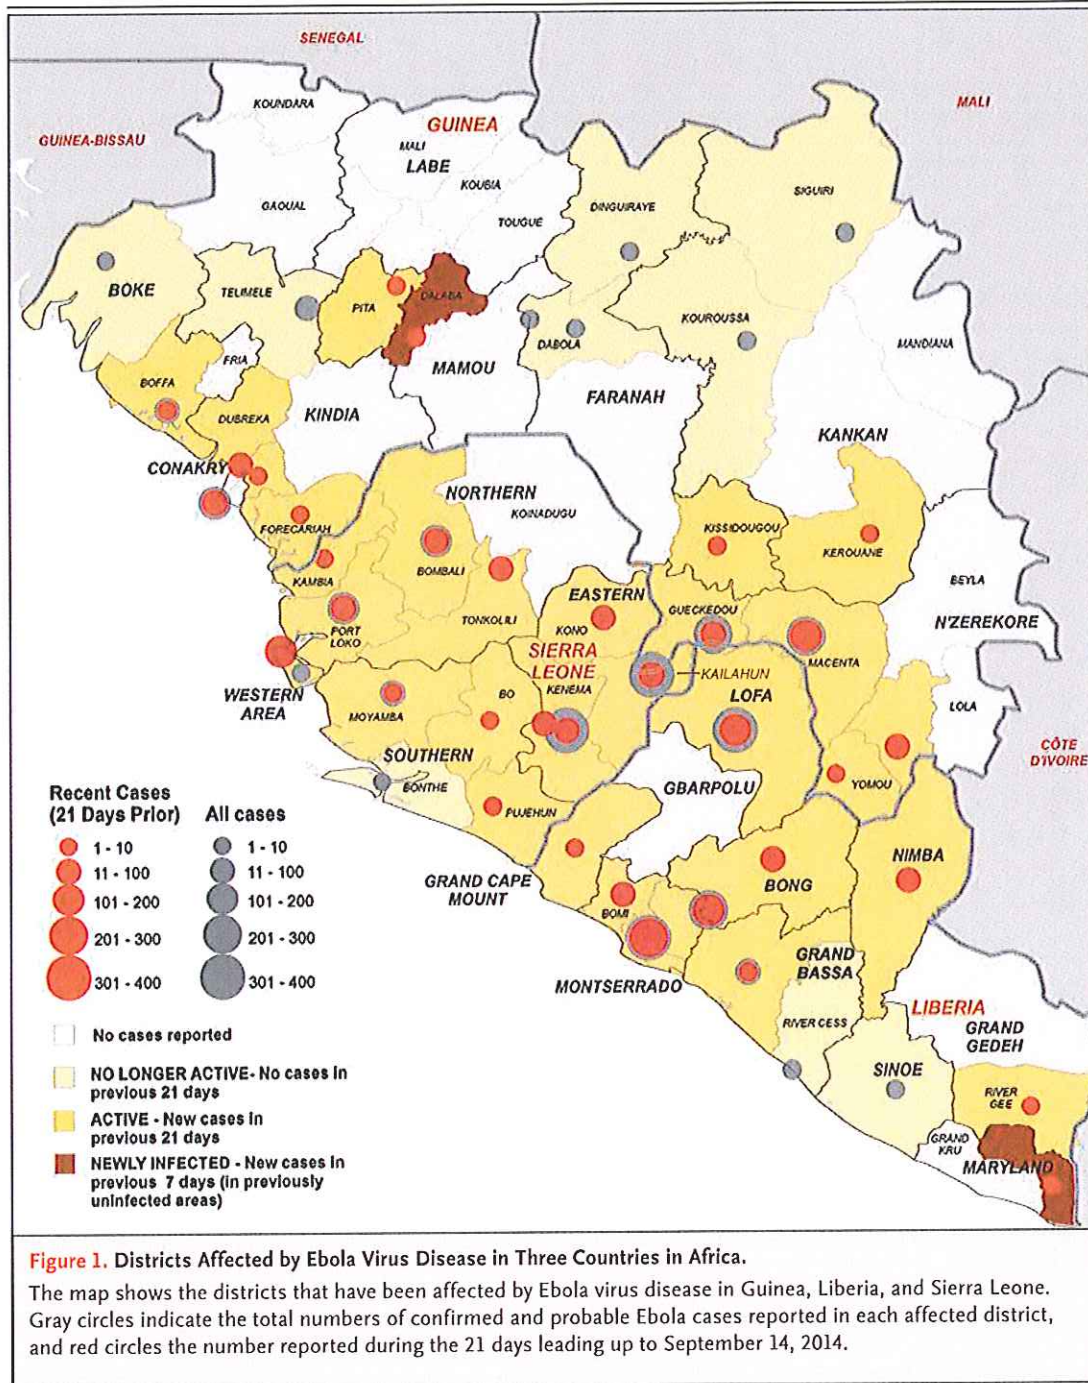 SENEGAL
MALI
GUINEA-BISSAU
KOUNDARA
GUINEA
MALI
LABE
KOUBIA
SIGUIRI
GAOUAL
DINGUIRAYE
TOUGUE
BOKE
TELIMELE
PITA
DALABA
KOUROUSSA
MANDIANA
FRIA
DABOLA
MAMOU
BOFFA
FARANAH
DUBREKA
KINDIA
KANKAN
CONAKRY
NORTHERN
KOINADUGU
FORECARIAH
KISSIDOUGOU
KEROUANE
KAMBIA
BOMBALI
BEYLA
EASTERN
GUECKEDOU
PORT
LOKO
TONKOLILI
KONO
N'ZEREKORE
SIERRA
LEONE
MACENTA
KAILAHUN
WESTERN
AREA
MOYAMBA
BO
KENEMA
LOFA
LOLA
CÔTE
D'IVOIRE
SOUTHERN
BONTHE
GBARPOLU
YOMOU
PUJEHUN
NIMBA
GRAND CAPE
MOUNT
BONG
BOMI
GRAND
BASSA
MONTSERRADO
RIVER CESS
LIBERIA
GRAND
GEDEH
SINOE
RIVER
GEE
GRAND
KRU
MARYLAND
Recent Cases
(21 Days Prior) All cases
1 - 10 1 - 10
11 - 100 11 - 100
101 - 200 101 - 200
201 - 300 201 - 300
301 - 400 301 - 400
No cases reported
NO LONGER ACTIVE- No cases in
previous 21 days
ACTIVE - New cases in
previous 21 days
NEWLY INFECTED - New cases in
previous 7 days (in previously
uninfected areas)
Figure 1. Districts Affected by Ebola Virus Disease in Three Countries in Africa.
The map shows the districts that have been affected by Ebola virus disease in Guinea, Liberia, and Sierra Leone.
Gray circles indicate the total numbers of confirmed and probable Ebola cases reported in each affected district,
and red circles the number reported during the 21 days leading up to September 14, 2014.